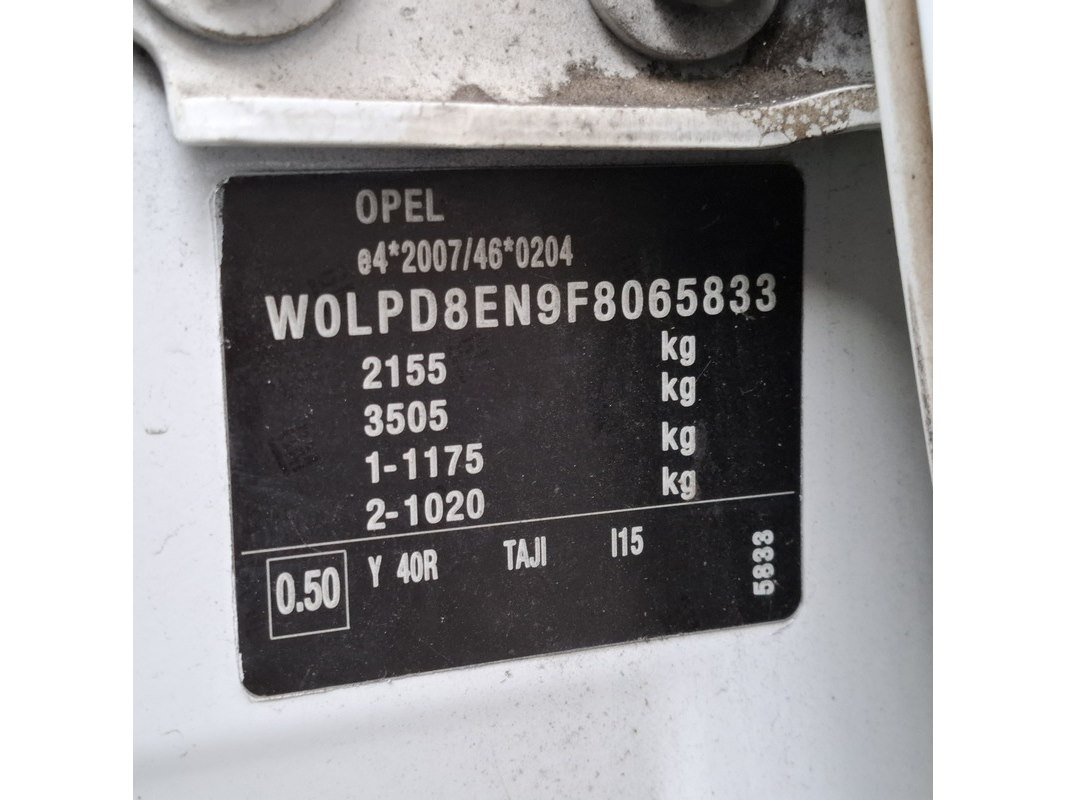 OPEL
e4*2007/46*0204
W0LPD8EN9F8065833
2155 kg
3505 kg
1-1175 kg
2-1020 kg
0.50 Y 40R TAJI I15
5833